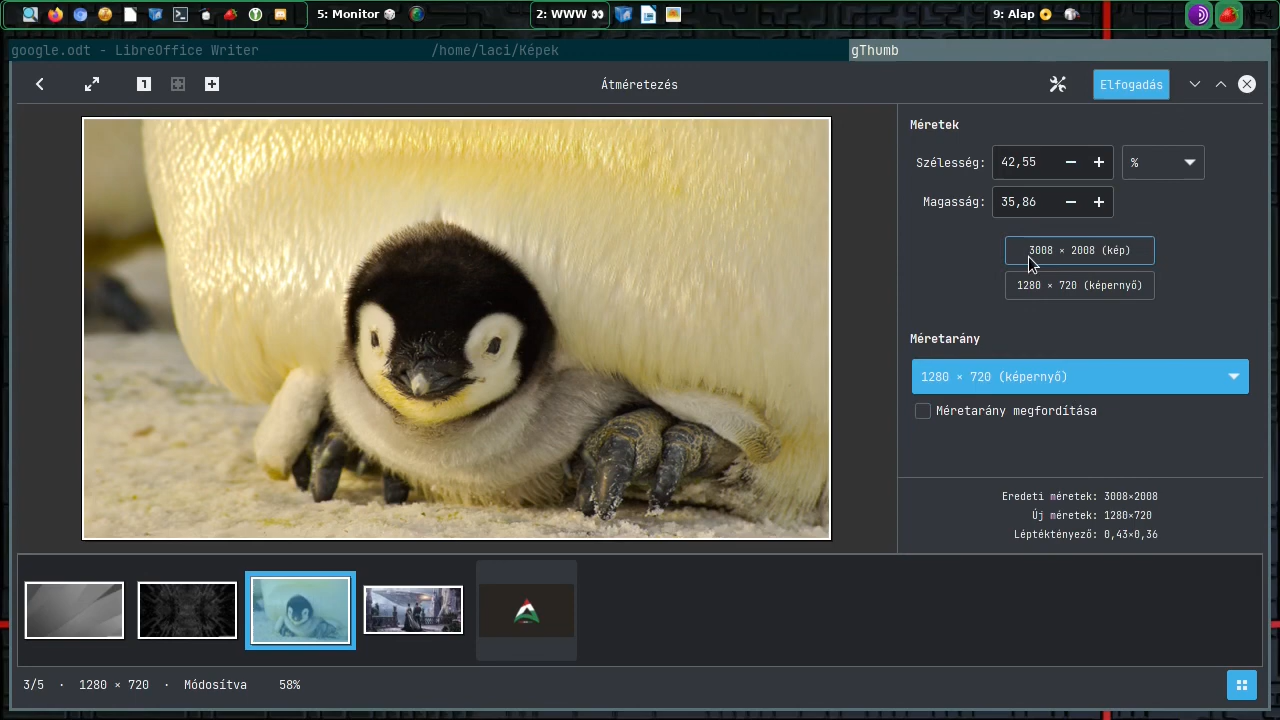 5: Monitor
2: WWW
9: Alap
google.odt - LibreOffice Writer
/home/laci/Képek
gThumb
1
Átméretezés
Elfogadás
Méretek
Szélesség: 42,55 %
Magasság: 35,86
3008 × 2008 (kép)
1280 × 720 (képernyő)
Méretarány
1280 × 720 (képernyő)
Méretarány megfordítása
Eredeti méretek: 3008×2008
Új méretek: 1280×720
Léptéktényező: 0,43×0,36
3/5 · 1280 × 720 · Módosítva 58%